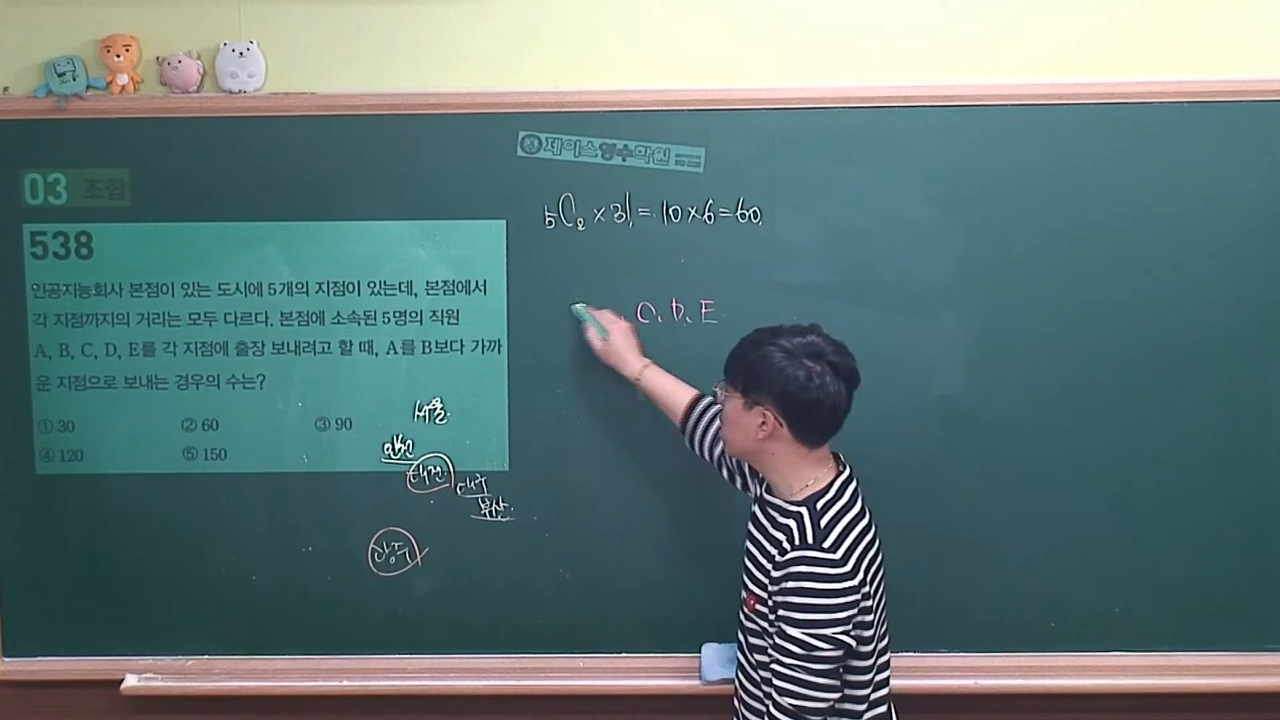 제이스영수학원
03 조합
538
인공지능회사 본점이 있는 도시에 5개의 지점이 있는데, 본점에서
각 지점까지의 거리는 모두 다르다. 본점에 소속된 5명의 직원
A, B, C, D, E를 각 지점에 출장 보내려고 할 때, A를 B보다 가까
운 지점으로 보내는 경우의 수는?
① 30 ② 60 ③ 90
④ 120 ⑤ 150
서울.
인천
대전.
대구
부산.
광주
₅C₂ × 3! = 10 × 6 = 60.
C, D, E